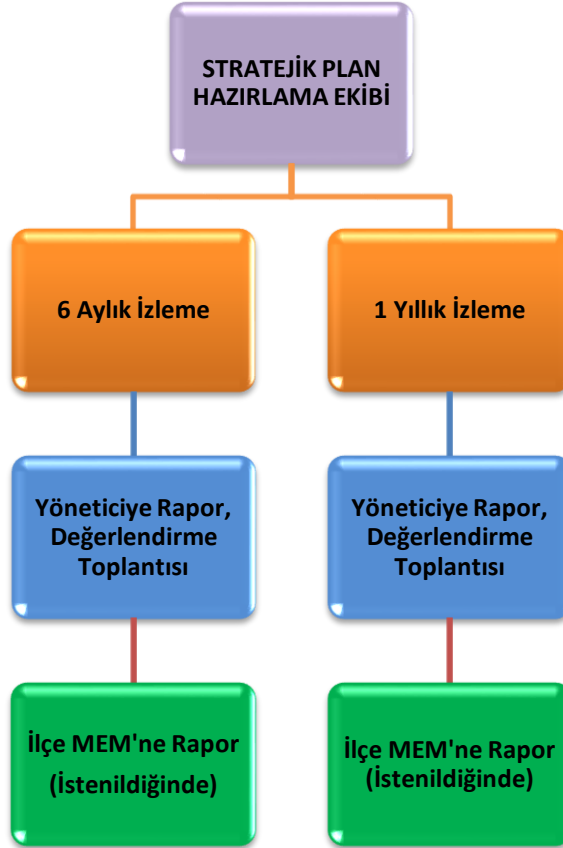 STRATEJİK PLAN
HAZIRLAMA EKİBİ
6 Aylık İzleme
1 Yıllık İzleme
Yöneticiye Rapor,
Değerlendirme
Toplantısı
Yöneticiye Rapor,
Değerlendirme
Toplantısı
İlçe MEM'ne Rapor
(İstenildiğinde)
İlçe MEM'ne Rapor
(İstenildiğinde)